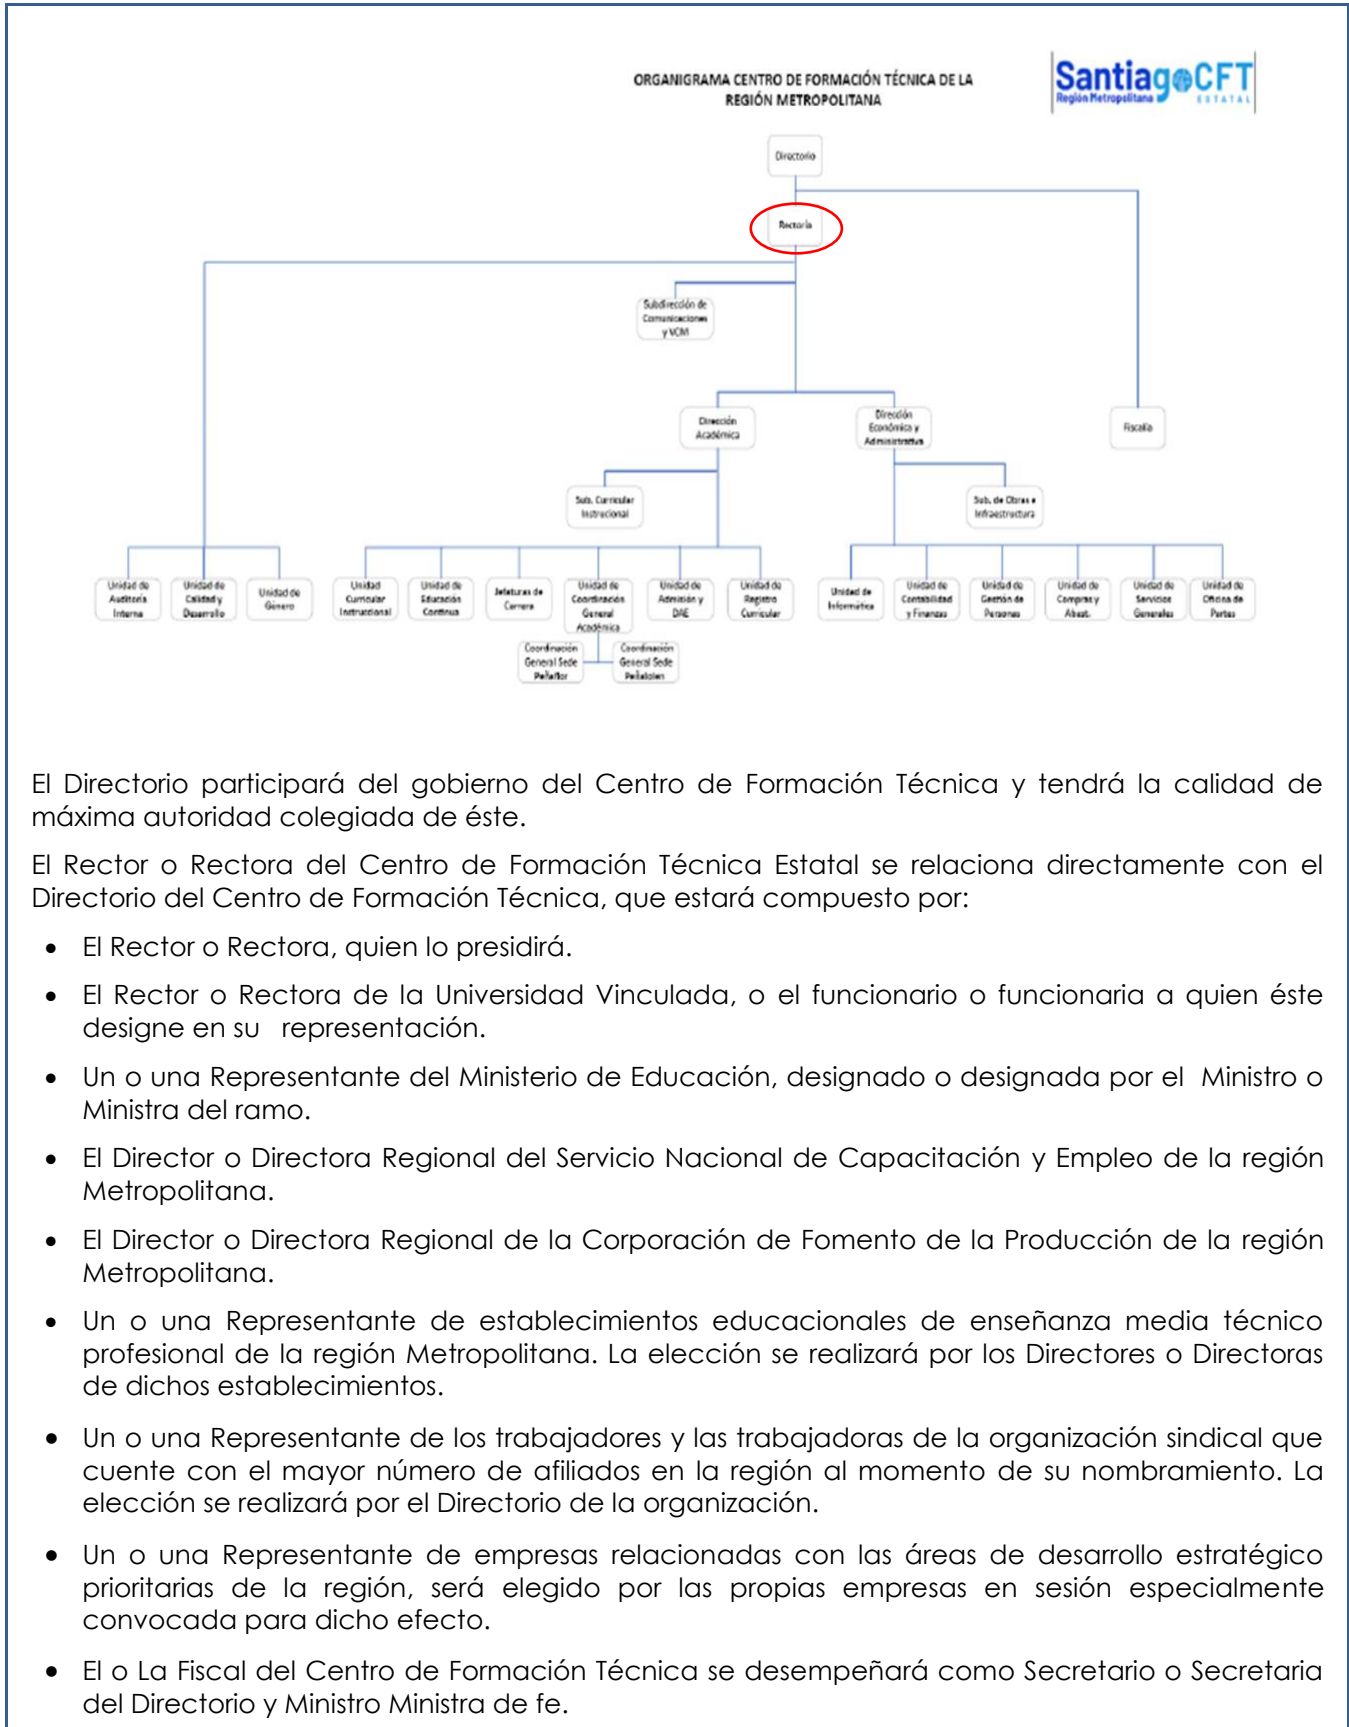 ORGANIGRAMA CENTRO DE FORMACIÓN TÉCNICA DE LA
REGIÓN METROPOLITANA
SantiagoCFT
Región Metropolitana
ESTATAL
Directorio
Rectoría
Subdirección de
Comunicaciones
y VCM
Dirección
Académica
Dirección
Económica y
Administrativa
Fiscalía
Sub. Curricular
Instrucional
Sub. de Obras e
Infraestructura
Unidad de
Auditoría
Interna
Unidad de
Calidad y
Desarrollo
Unidad de
Género
Unidad
Curricular
Instruccional
Unidad de
Educación
Continua
Jefaturas de
Carrera
Unidad de
Coordinación
General
Académica
Unidad de
Admisión y
DAE
Unidad de
Registro
Curricular
Unidad de
Informática
Unidad de
Contabilidad
y Finanzas
Unidad de
Gestión de
Personas
Unidad de
Compras y
Abast.
Unidad de
Servicios
Generales
Unidad de
Oficina de
Partes
Coordinación
General Sede
Peñaflor
Coordinación
General Sede
Peñalolen
El Directorio participará del gobierno del Centro de Formación Técnica y tendrá la calidad de
máxima autoridad colegiada de éste.
El Rector o Rectora del Centro de Formación Técnica Estatal se relaciona directamente con el
Directorio del Centro de Formación Técnica, que estará compuesto por:
• El Rector o Rectora, quien lo presidirá.
• El Rector o Rectora de la Universidad Vinculada, o el funcionario o funcionaria a quien éste
designe en su representación.
• Un o una Representante del Ministerio de Educación, designado o designada por el Ministro o
Ministra del ramo.
• El Director o Directora Regional del Servicio Nacional de Capacitación y Empleo de la región
Metropolitana.
• El Director o Directora Regional de la Corporación de Fomento de la Producción de la región
Metropolitana.
• Un o una Representante de establecimientos educacionales de enseñanza media técnico
profesional de la región Metropolitana. La elección se realizará por los Directores o Directoras
de dichos establecimientos.
• Un o una Representante de los trabajadores y las trabajadoras de la organización sindical que
cuente con el mayor número de afiliados en la región al momento de su nombramiento. La
elección se realizará por el Directorio de la organización.
• Un o una Representante de empresas relacionadas con las áreas de desarrollo estratégico
prioritarias de la región, será elegido por las propias empresas en sesión especialmente
convocada para dicho efecto.
• El o La Fiscal del Centro de Formación Técnica se desempeñará como Secretario o Secretaria
del Directorio y Ministro Ministra de fe.